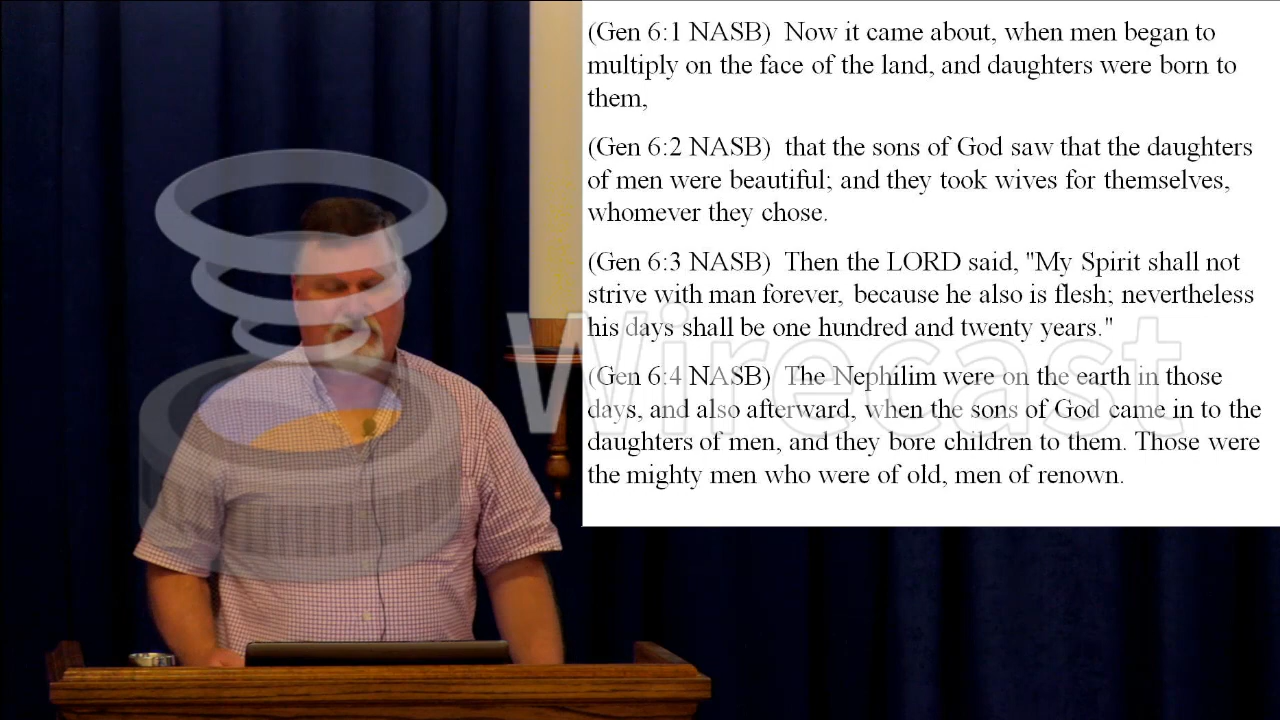 (Gen 6:1 NASB)  Now it came about, when men began to
multiply on the face of the land, and daughters were born to
them,
(Gen 6:2 NASB)  that the sons of God saw that the daughters
of men were beautiful; and they took wives for themselves,
whomever they chose.
(Gen 6:3 NASB)  Then the LORD said, "My Spirit shall not
strive with man forever, because he also is flesh; nevertheless
his days shall be one hundred and twenty years."
(Gen 6:4 NASB)  The Nephilim were on the earth in those
days, and also afterward, when the sons of God came in to the
daughters of men, and they bore children to them. Those were
the mighty men who were of old, men of renown.
Wirecast